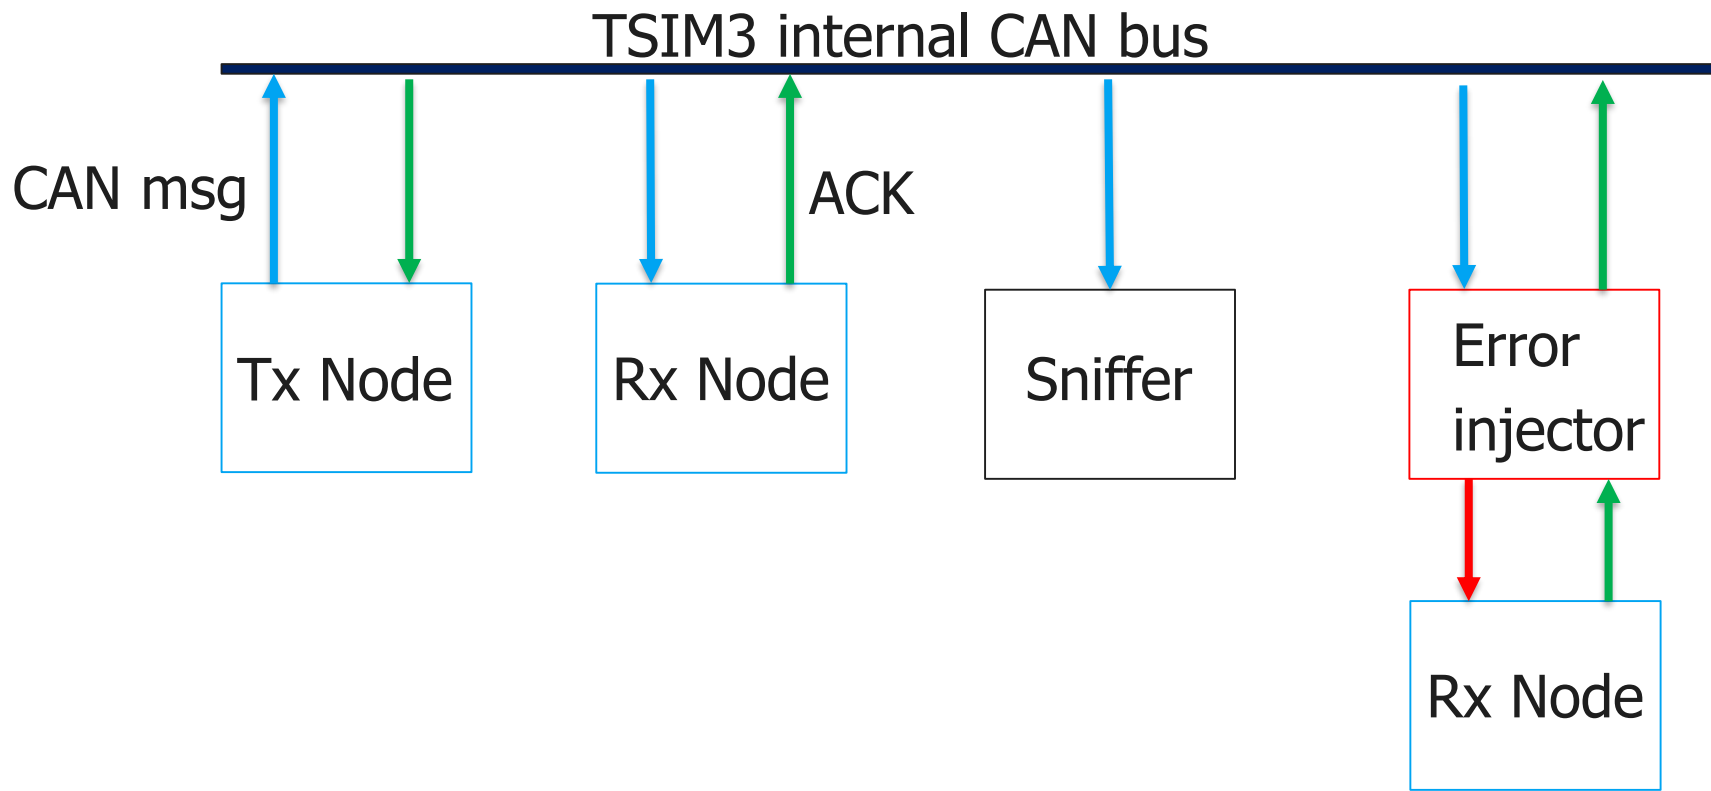 TSIM3 internal CAN bus
CAN msg
ACK
Tx Node
Rx Node
Sniffer
Error
injector
Rx Node